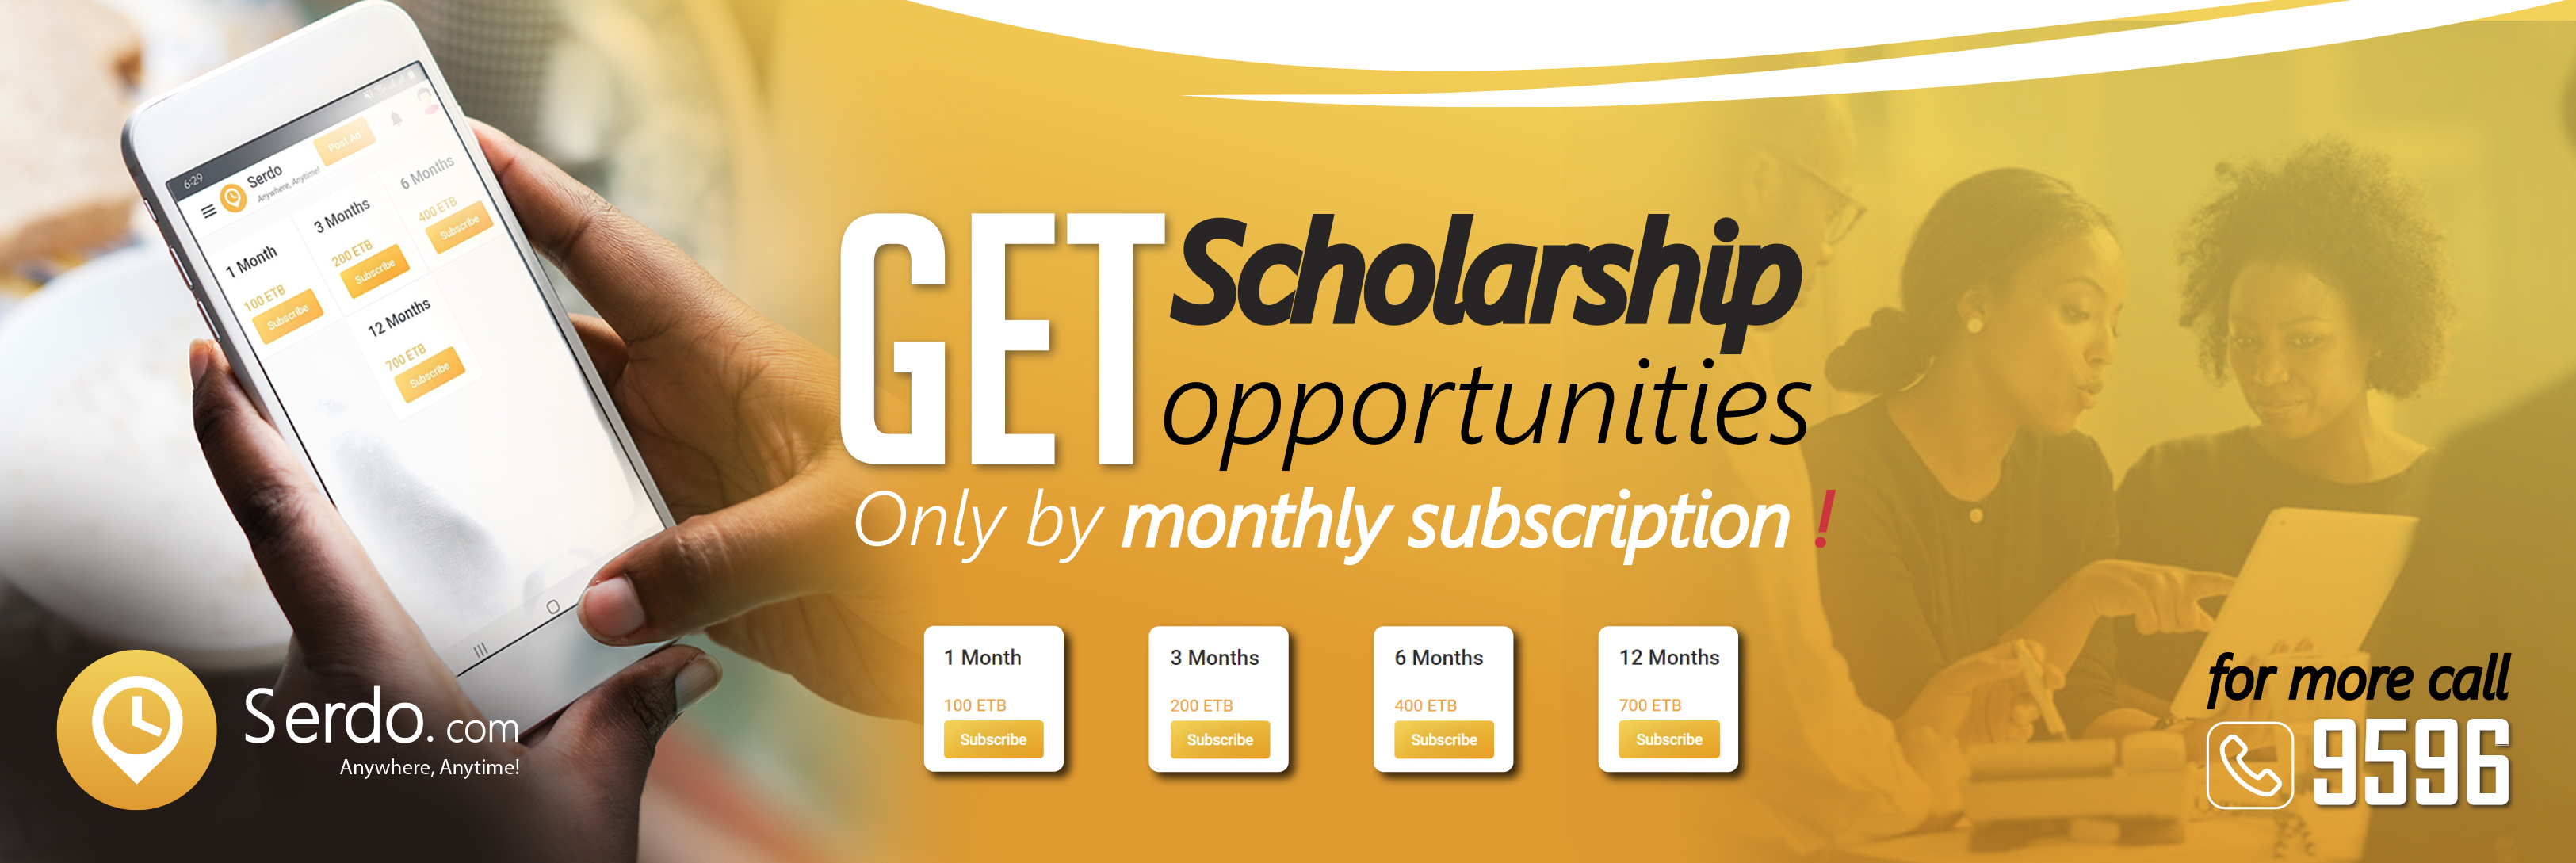 6:29
Serdo
Anywhere, Anytime!
Post Ad
1 Month
100 ETB
Subscribe
3 Months
200 ETB
Subscribe
6 Months
400 ETB
Subscribe
12 Months
700 ETB
Subscribe
GET Scholarship
opportunities
Only by monthly subscription !
1 Month
100 ETB
Subscribe
3 Months
200 ETB
Subscribe
6 Months
400 ETB
Subscribe
12 Months
700 ETB
Subscribe
Serdo. com
Anywhere, Anytime!
for more call
9596